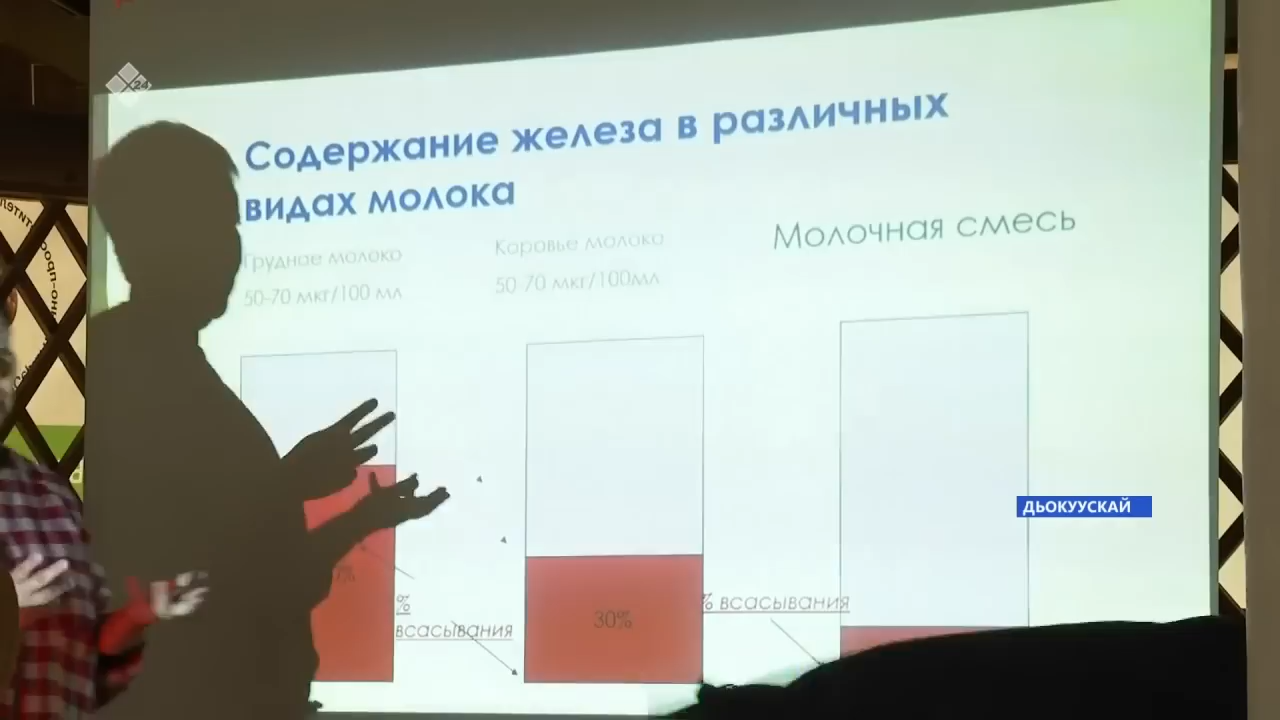 Содержание железа в различных
видах молока
Грудное молоко
50-70 мкг/100 мл
Коровье молоко
50-70 мкг/100мл
Молочная смесь
30%
%
всасывания
% всасывания
ДЬОКУУСКАЙ
24